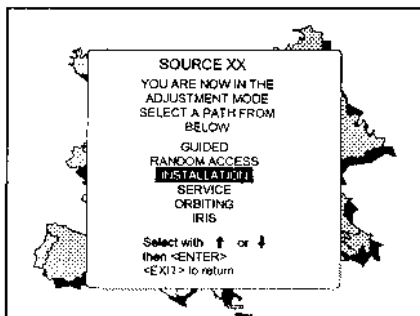 SOURCE XX
YOU ARE NOW IN THE
ADJUSTMENT MODE
SELECT A PATH FROM
BELOW
GUIDED
RANDOM ACCESS
INSTALLATION
SERVICE
ORBITING
IRIS
Select with ↑ or ↓
then <ENTER>
<EXIT> to return